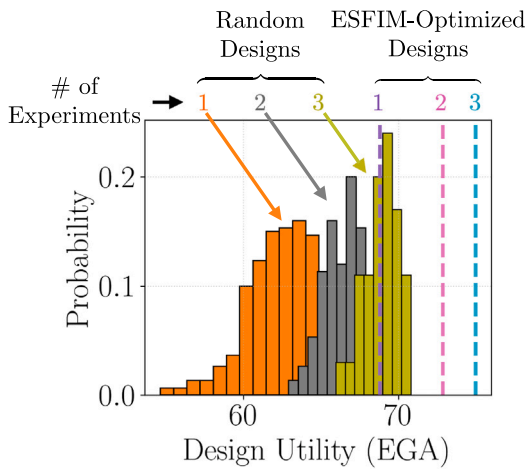 Random
Designs
ESFIM-Optimized
Designs
# of
Experiments
1 2 3 1 2 3
Probability
0.2
0.1
0.0
60 70
Design Utility (EGA)